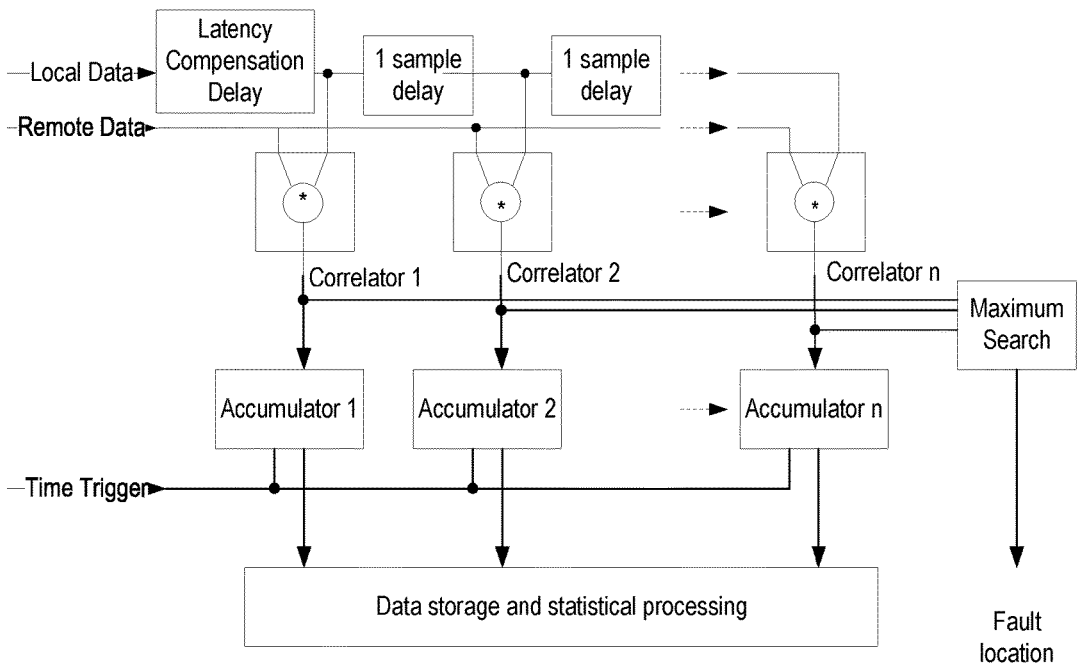 Latency
Compensation
Delay
1 sample
delay
1 sample
delay
Local Data
Remote Data
*
*
*
Correlator 1
Correlator 2
Correlator n
Maximum
Search
Accumulator 1
Accumulator 2
Accumulator n
Time Trigger
Data storage and statistical processing
Fault
location